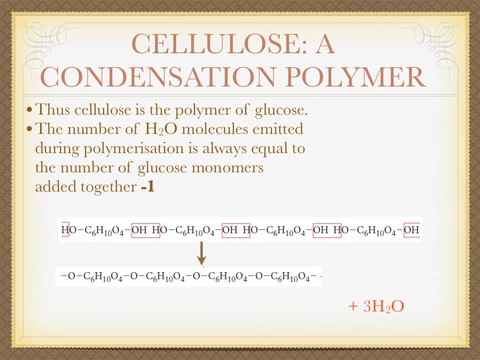 CELLULOSE: A
CONDENSATION POLYMER
• Thus cellulose is the polymer of glucose.
• The number of H₂O molecules emitted
during polymerisation is always equal to
the number of glucose monomers
added together -1
HO–C₆H₁₀O₄–OH HO–C₆H₁₀O₄–OH HO–C₆H₁₀O₄–OH HO–C₆H₁₀O₄–OH
–O–C₆H₁₀O₄–O–C₆H₁₀O₄–O–C₆H₁₀O₄–O–C₆H₁₀O₄–
+ 3H₂O